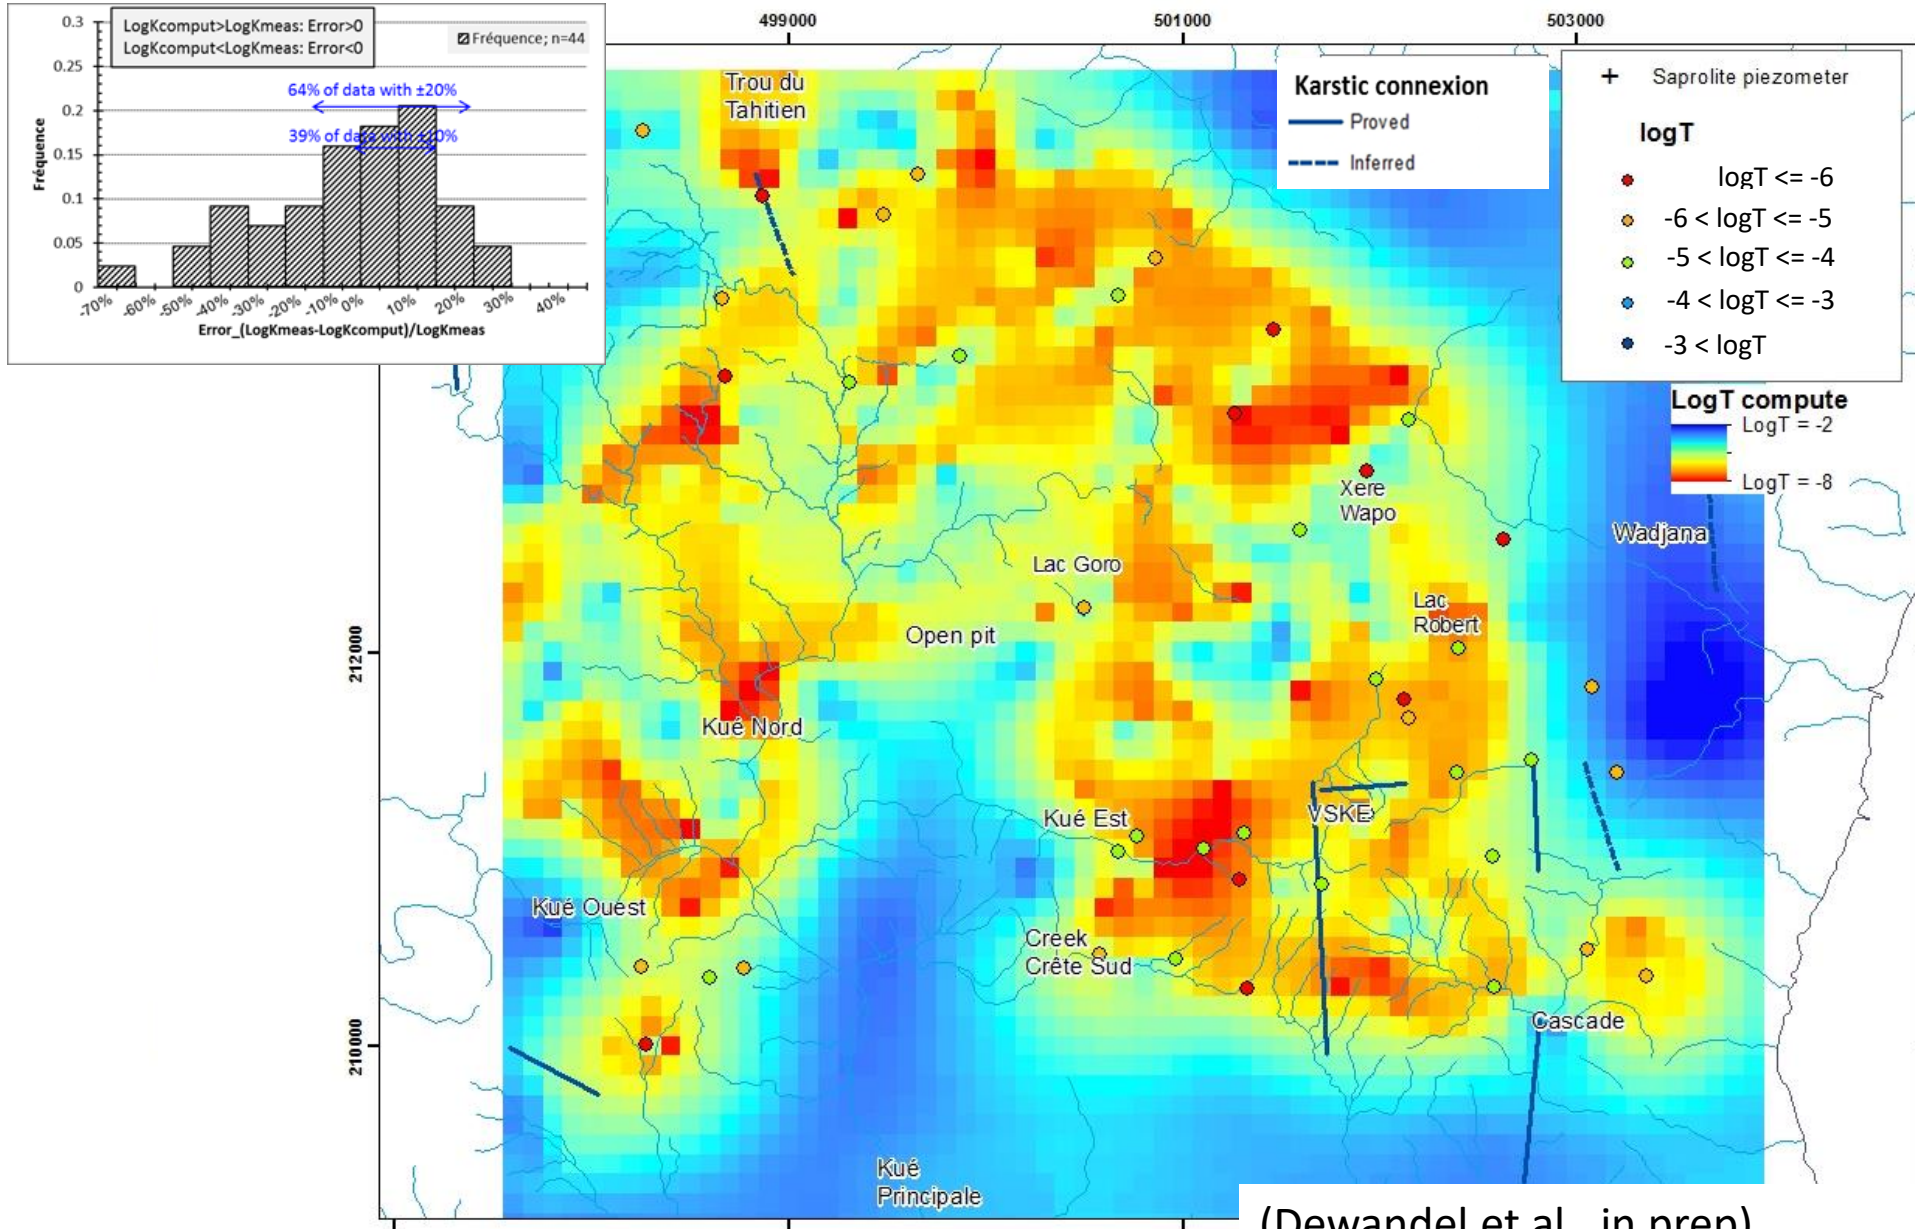 LogKcomput>LogKmeas: Error>0
LogKcomput<LogKmeas: Error<0
Fréquence; n=44
64% of data with ±20%
39% of data with ±10%
0.3
0.25
0.2
0.15
0.1
0.05
0
Fréquence
-70% -60% -50% -40% -30% -20% -10% 0% 10% 20% 30% 40%
Error_(LogKmeas-LogKcomput)/LogKmeas
499000 501000 503000
212000
210000
Karstic connexion
Proved
Inferred
Saprolite piezometer
logT
logT <= -6
-6 < logT <= -5
-5 < logT <= -4
-4 < logT <= -3
-3 < logT
LogT compute
LogT = -2
LogT = -8
Trou du
Tahitien
Xere
Wapo
Wadjana
Lac Goro
Lac
Robert
Open pit
Kué Nord
Kué Est
VSKE
Kué Ouest
Creek
Crête Sud
Cascade
Kué
Principale
(Dewandel et al., in prep)